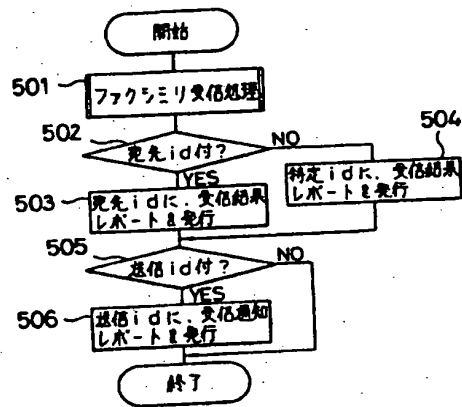 開始
501
ファクシミリ受信処理
502
宛先id付?
NO
504
YES
特定idに、受信結果
レポートを発行
503
宛先idに、受信結果
レポートを発行
505
送信id付?
NO
YES
506
送信idに、受信通知
レポートを発行
終了